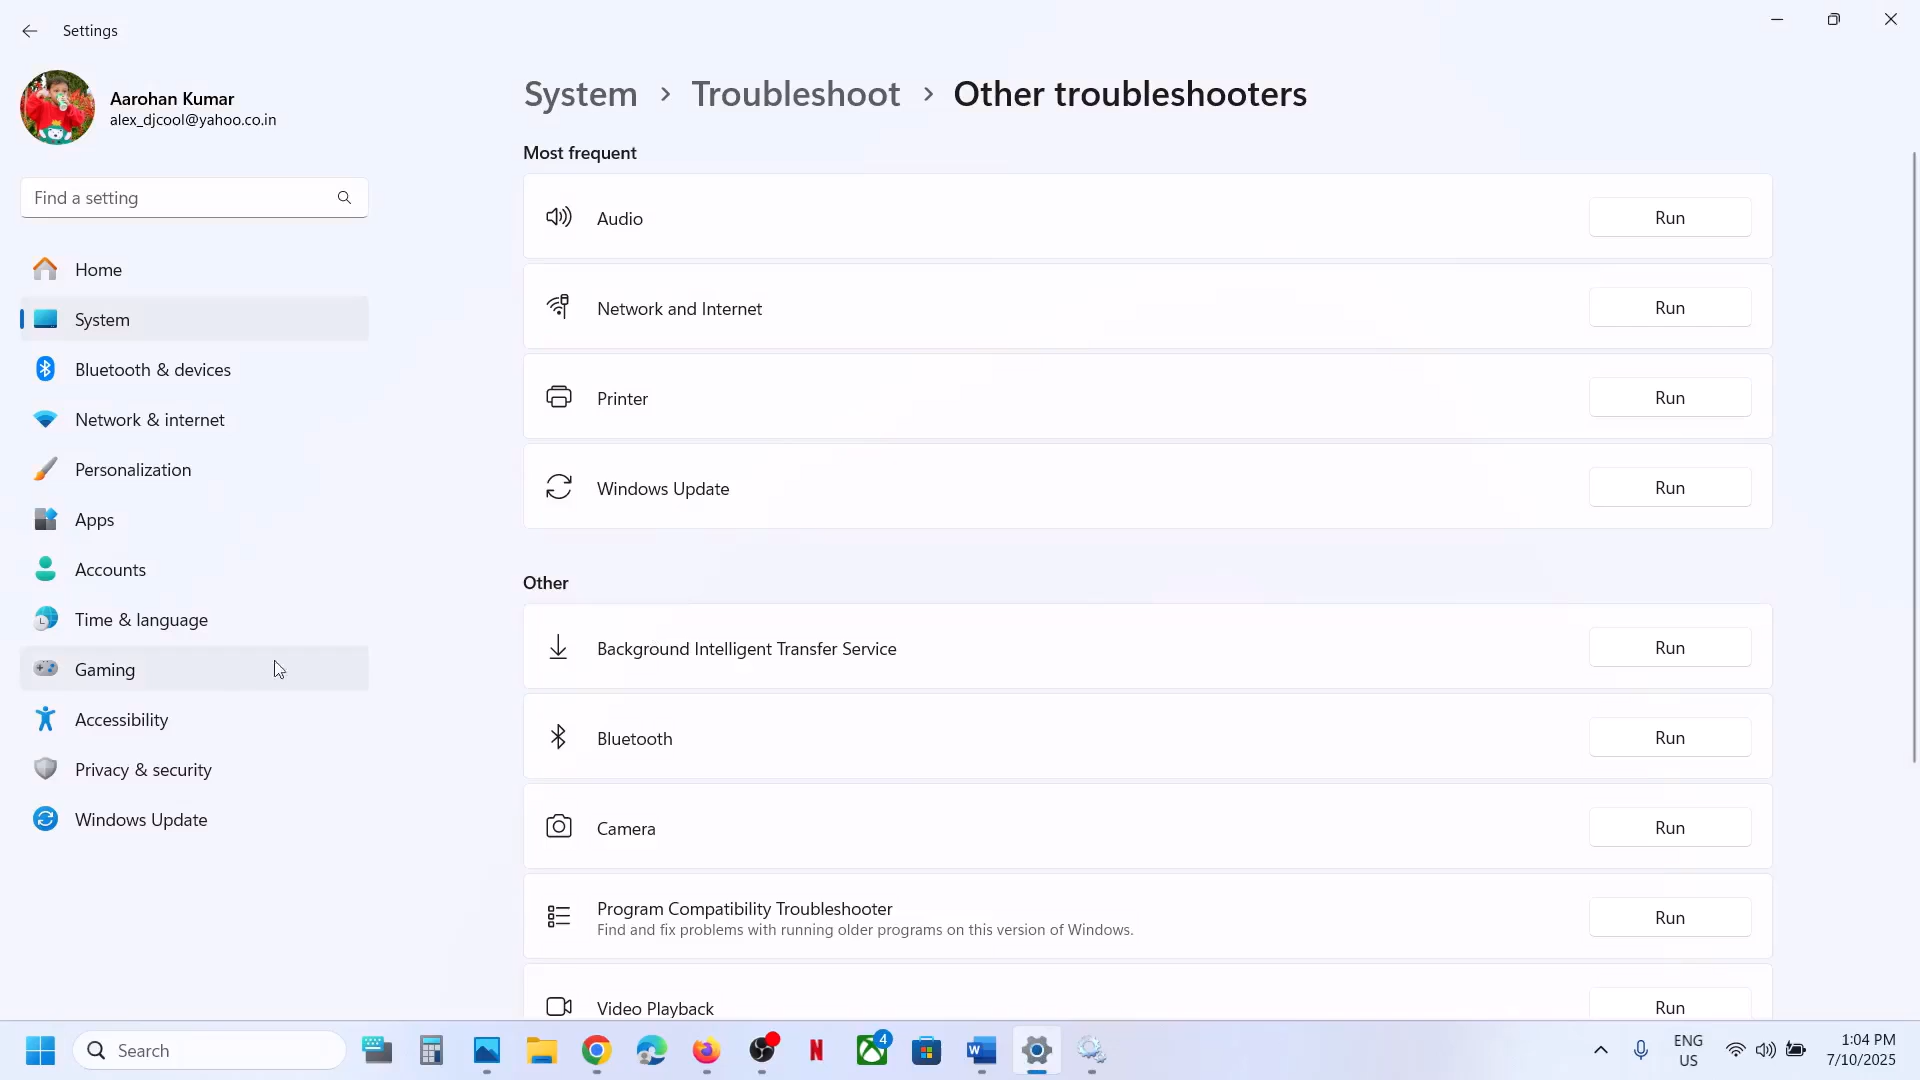 Settings
Aarohan Kumar
alex_djcool@yahoo.co.in
Find a setting
Home
System
Bluetooth & devices
Network & internet
Personalization
Apps
Accounts
Time & language
Gaming
Accessibility
Privacy & security
Windows Update
System > Troubleshoot > Other troubleshooters
Most frequent
Audio Run
Network and Internet Run
Printer Run
Windows Update Run
Other
Background Intelligent Transfer Service Run
Bluetooth Run
Camera Run
Program Compatibility Troubleshooter
Find and fix problems with running older programs on this version of Windows.
Run
Video Playback Run
Search
N
4
W
ENG
US
1:04 PM
7/10/2025